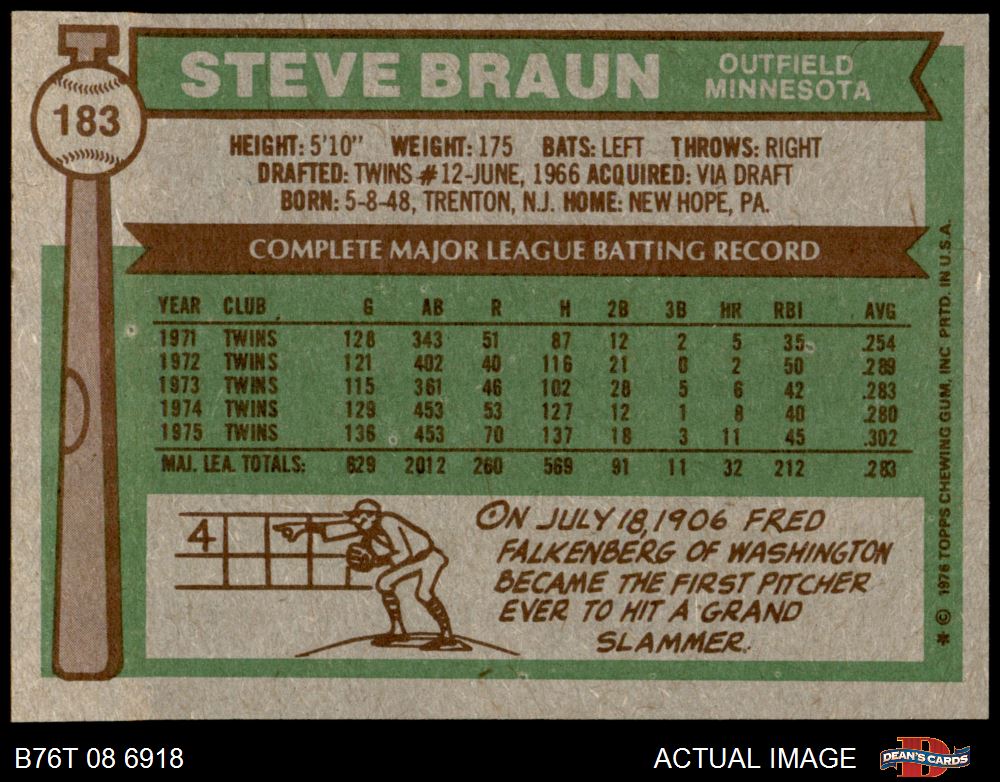 183
STEVE BRAUN
OUTFIELD
MINNESOTA
HEIGHT: 5'10" WEIGHT: 175 BATS: LEFT THROWS: RIGHT
DRAFTED: TWINS #12-JUNE, 1966 ACQUIRED: VIA DRAFT
BORN: 5-8-48, TRENTON, N.J. HOME: NEW HOPE, PA.
COMPLETE MAJOR LEAGUE BATTING RECORD
YEAR CLUB G AB R H 2B 3B HR RBI AVG
1971 TWINS 128 343 51 87 12 2 5 35 .254
1972 TWINS 121 402 40 116 21 0 2 50 .289
1973 TWINS 115 361 46 102 28 5 6 42 .283
1974 TWINS 129 453 53 127 12 1 8 40 .280
1975 TWINS 136 453 70 137 18 3 11 45 .302
MAJ. LEA. TOTALS: 629 2012 260 569 91 11 32 212 .283
4
ON JULY 18, 1906 FRED
FALKENBERG OF WASHINGTON
BECAME THE FIRST PITCHER
EVER TO HIT A GRAND
SLAMMER.
* © 1976 TOPPS CHEWING GUM, INC. PRTD. IN U.S.A.
B76T 08 6918
ACTUAL IMAGE
D
DEAN'S CARDS